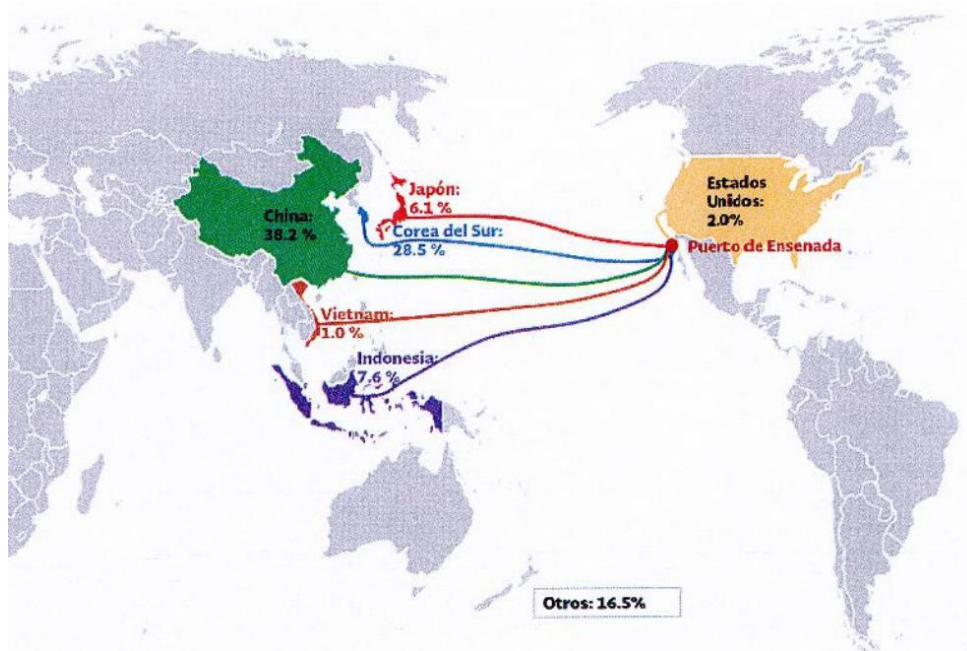 Japón:
6.1 %
Estados
Unidos:
2.0%
China:
38.2 %
Corea del Sur:
28.5 %
Puerto de Ensenada
Vietnam:
1.0 %
Indonesia:
7.6 %
Otros: 16.5%